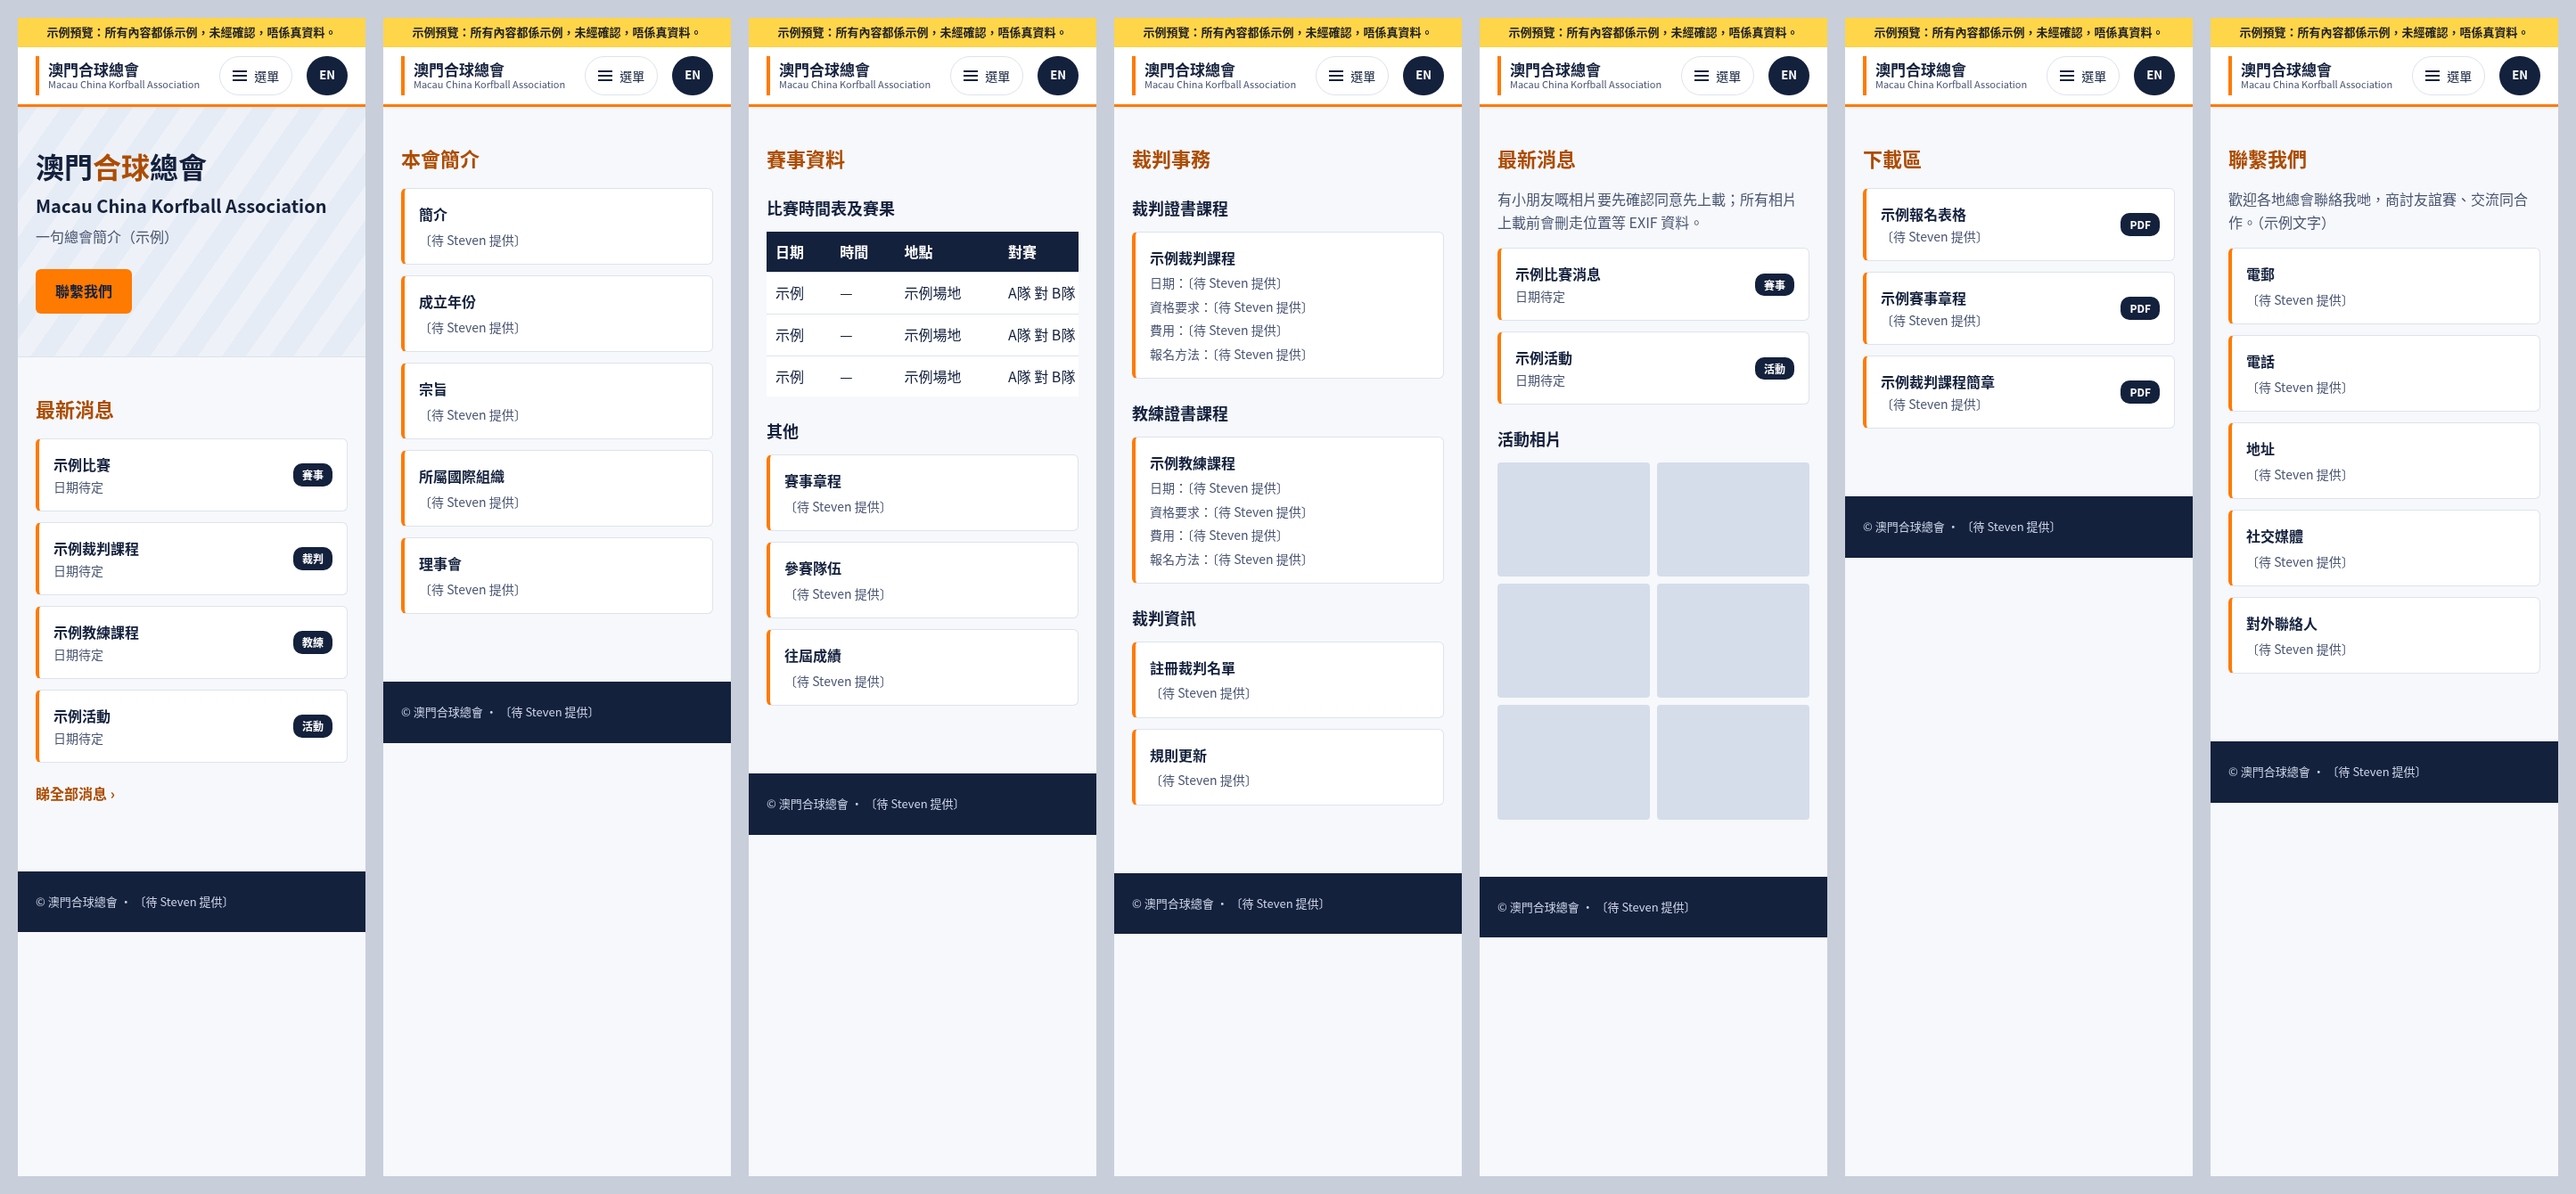 示例預覽：所有內容都係示例，未經確認，唔係真資料。
澳門合球總會
Macau China Korfball Association
選單
EN
澳門合球總會
Macau China Korfball Association
一句總會簡介（示例）
聯繫我們
最新消息
示例比賽
日期待定
賽事
示例裁判課程
日期待定
裁判
示例教練課程
日期待定
教練
示例活動
日期待定
活動
睇全部消息 ›
© 澳門合球總會 · 〔待 Steven 提供〕
示例預覽：所有內容都係示例，未經確認，唔係真資料。
澳門合球總會
Macau China Korfball Association
選單
EN
本會簡介
簡介
〔待 Steven 提供〕
成立年份
〔待 Steven 提供〕
宗旨
〔待 Steven 提供〕
所屬國際組織
〔待 Steven 提供〕
理事會
〔待 Steven 提供〕
© 澳門合球總會 · 〔待 Steven 提供〕
示例預覽：所有內容都係示例，未經確認，唔係真資料。
澳門合球總會
Macau China Korfball Association
選單
EN
賽事資料
比賽時間表及賽果
日期 時間 地點 對賽
示例 — 示例場地 A隊 對 B隊
示例 — 示例場地 A隊 對 B隊
示例 — 示例場地 A隊 對 B隊
其他
賽事章程
〔待 Steven 提供〕
參賽隊伍
〔待 Steven 提供〕
往屆成績
〔待 Steven 提供〕
© 澳門合球總會 · 〔待 Steven 提供〕
示例預覽：所有內容都係示例，未經確認，唔係真資料。
澳門合球總會
Macau China Korfball Association
選單
EN
裁判事務
裁判證書課程
示例裁判課程
日期：〔待 Steven 提供〕
資格要求：〔待 Steven 提供〕
費用：〔待 Steven 提供〕
報名方法：〔待 Steven 提供〕
教練證書課程
示例教練課程
日期：〔待 Steven 提供〕
資格要求：〔待 Steven 提供〕
費用：〔待 Steven 提供〕
報名方法：〔待 Steven 提供〕
裁判資訊
註冊裁判名單
〔待 Steven 提供〕
規則更新
〔待 Steven 提供〕
© 澳門合球總會 · 〔待 Steven 提供〕
示例預覽：所有內容都係示例，未經確認，唔係真資料。
澳門合球總會
Macau China Korfball Association
選單
EN
最新消息
有小朋友嘅相片要先確認同意先上載；所有相片
上載前會刪走位置等 EXIF 資料。
示例比賽消息
日期待定
賽事
示例活動
日期待定
活動
活動相片
© 澳門合球總會 · 〔待 Steven 提供〕
示例預覽：所有內容都係示例，未經確認，唔係真資料。
澳門合球總會
Macau China Korfball Association
選單
EN
下載區
示例報名表格
〔待 Steven 提供〕
PDF
示例賽事章程
〔待 Steven 提供〕
PDF
示例裁判課程簡章
〔待 Steven 提供〕
PDF
© 澳門合球總會 · 〔待 Steven 提供〕
示例預覽：所有內容都係示例，未經確認，唔係真資料。
澳門合球總會
Macau China Korfball Association
選單
EN
聯繫我們
歡迎各地總會聯絡我哋，商討友誼賽、交流同合
作。（示例文字）
電郵
〔待 Steven 提供〕
電話
〔待 Steven 提供〕
地址
〔待 Steven 提供〕
社交媒體
〔待 Steven 提供〕
對外聯絡人
〔待 Steven 提供〕
© 澳門合球總會 · 〔待 Steven 提供〕